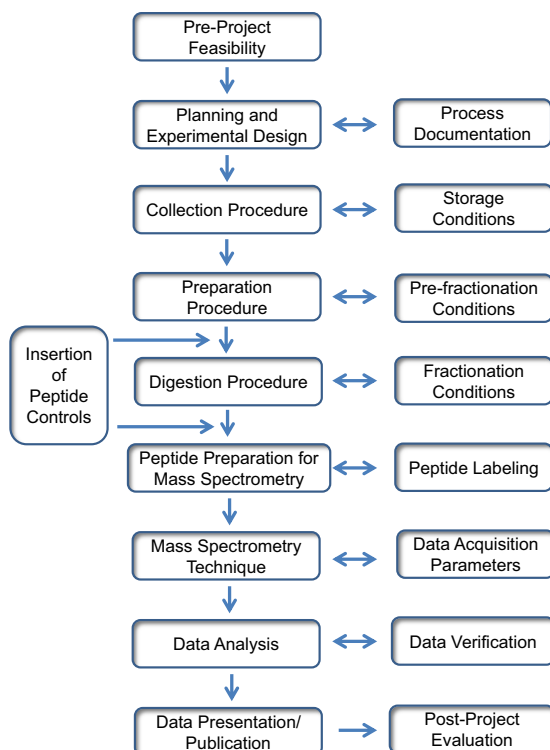 Pre-Project
Feasibility
Planning and
Experimental Design
Process
Documentation
Collection Procedure
Storage
Conditions
Preparation
Procedure
Pre-fractionation
Conditions
Insertion
of
Peptide
Controls
Digestion Procedure
Fractionation
Conditions
Peptide Preparation for
Mass Spectrometry
Peptide Labeling
Mass Spectrometry
Technique
Data Acquisition
Parameters
Data Analysis
Data Verification
Data Presentation/
Publication
Post-Project
Evaluation